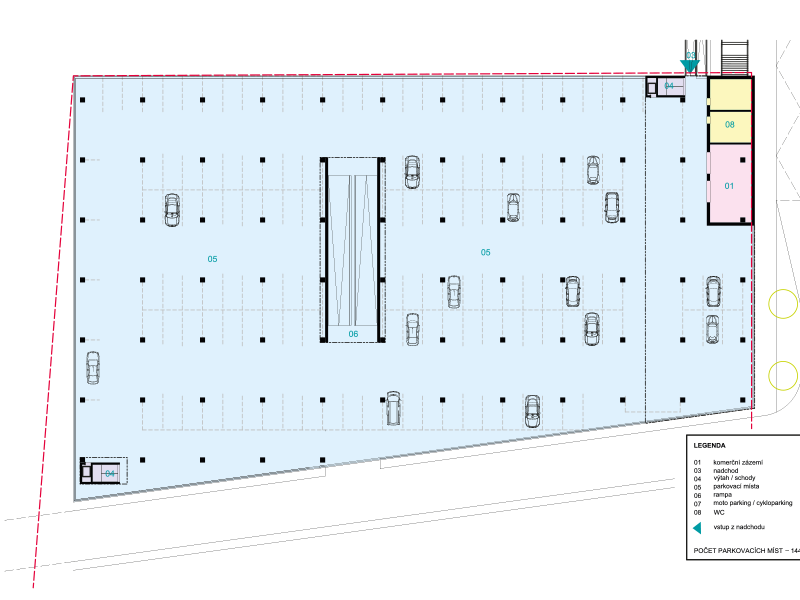 03
04
08
01
05
05
06
04
LEGENDA
01 komerční zázemí
03 nadchod
04 výtah / schody
05 parkovací místa
06 rampa
07 moto parking / cykloparking
08 WC
vstup z nadchodu
POČET PARKOVACÍCH MÍST – 144